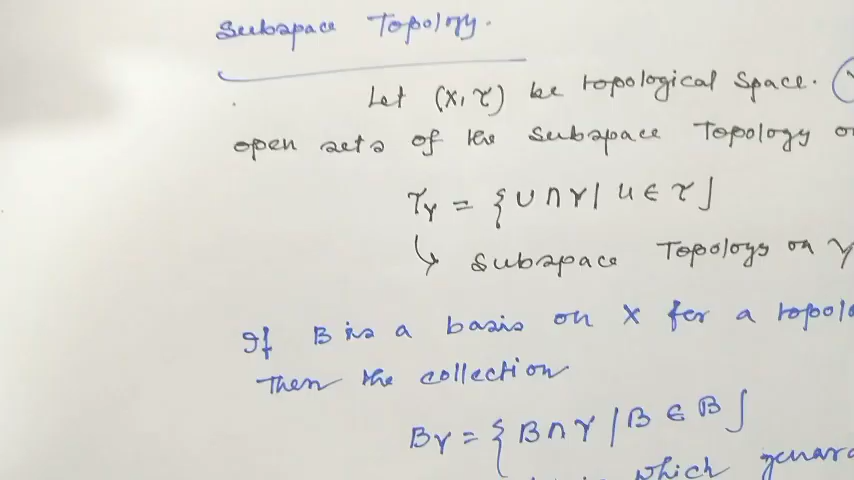 Subspace Topology.
Let (X, τ) be topological space.
open sets of the subspace Topology
τY = { U ∩ Y | U ∈ τ }
↳ subspace Topology on Y
If B is a basis on X for a
Then the collection
BY = { B ∩ Y | B ∈ B }
which